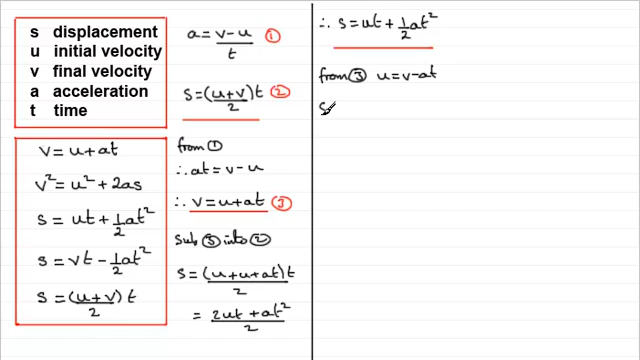 s displacement
u initial velocity
v final velocity
a acceleration
t time
v = u + at
v² = u² + 2as
s = ut + 1/2 at²
s = vt − 1/2 at²
s = (u + v)/2 t
a = (v − u)/t ①
s = (u + v)/2 t ②
from ①
∴ at = v − u
∴ v = u + at ③
Sub ③ into ②
s = (u + u + at)t/2
= (2ut + at²)/2
∴ s = ut + 1/2 at²
from ③ u = v − at
S